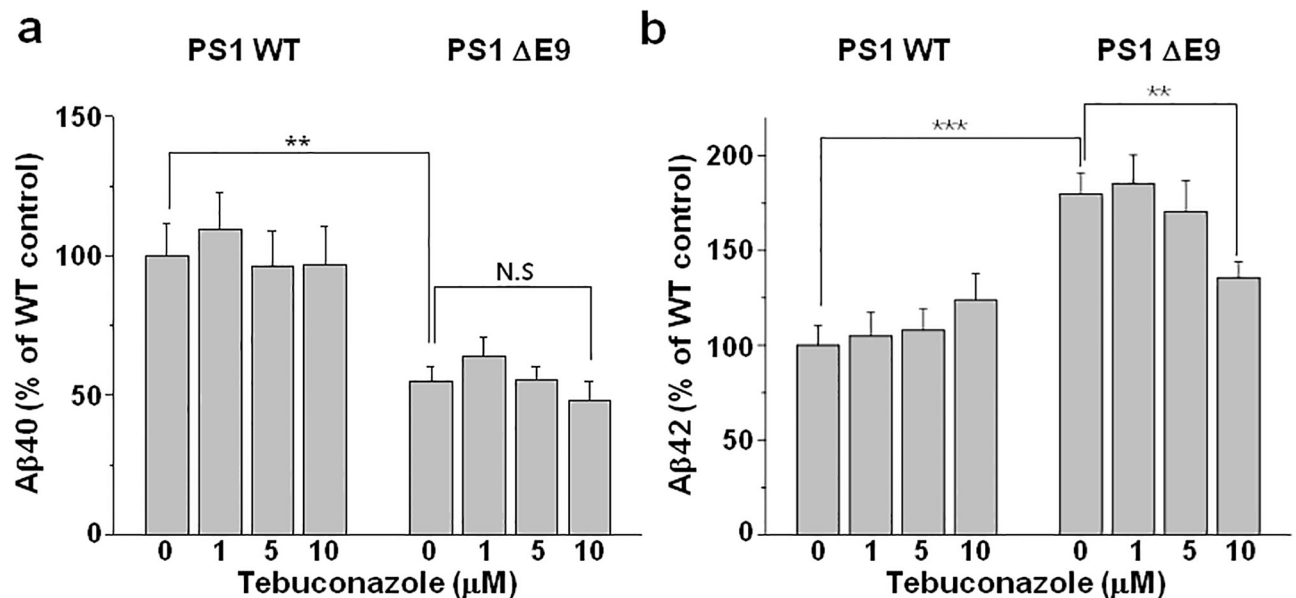 a
PS1 WT PS1 ΔE9
Aβ40 (% of WT control)
150
100
50
0
**
N.S
0 1 5 10 0 1 5 10
Tebuconazole (μM)
b
PS1 WT PS1 ΔE9
Aβ42 (% of WT control)
200
150
100
50
0
***
**
0 1 5 10 0 1 5 10
Tebuconazole (μM)